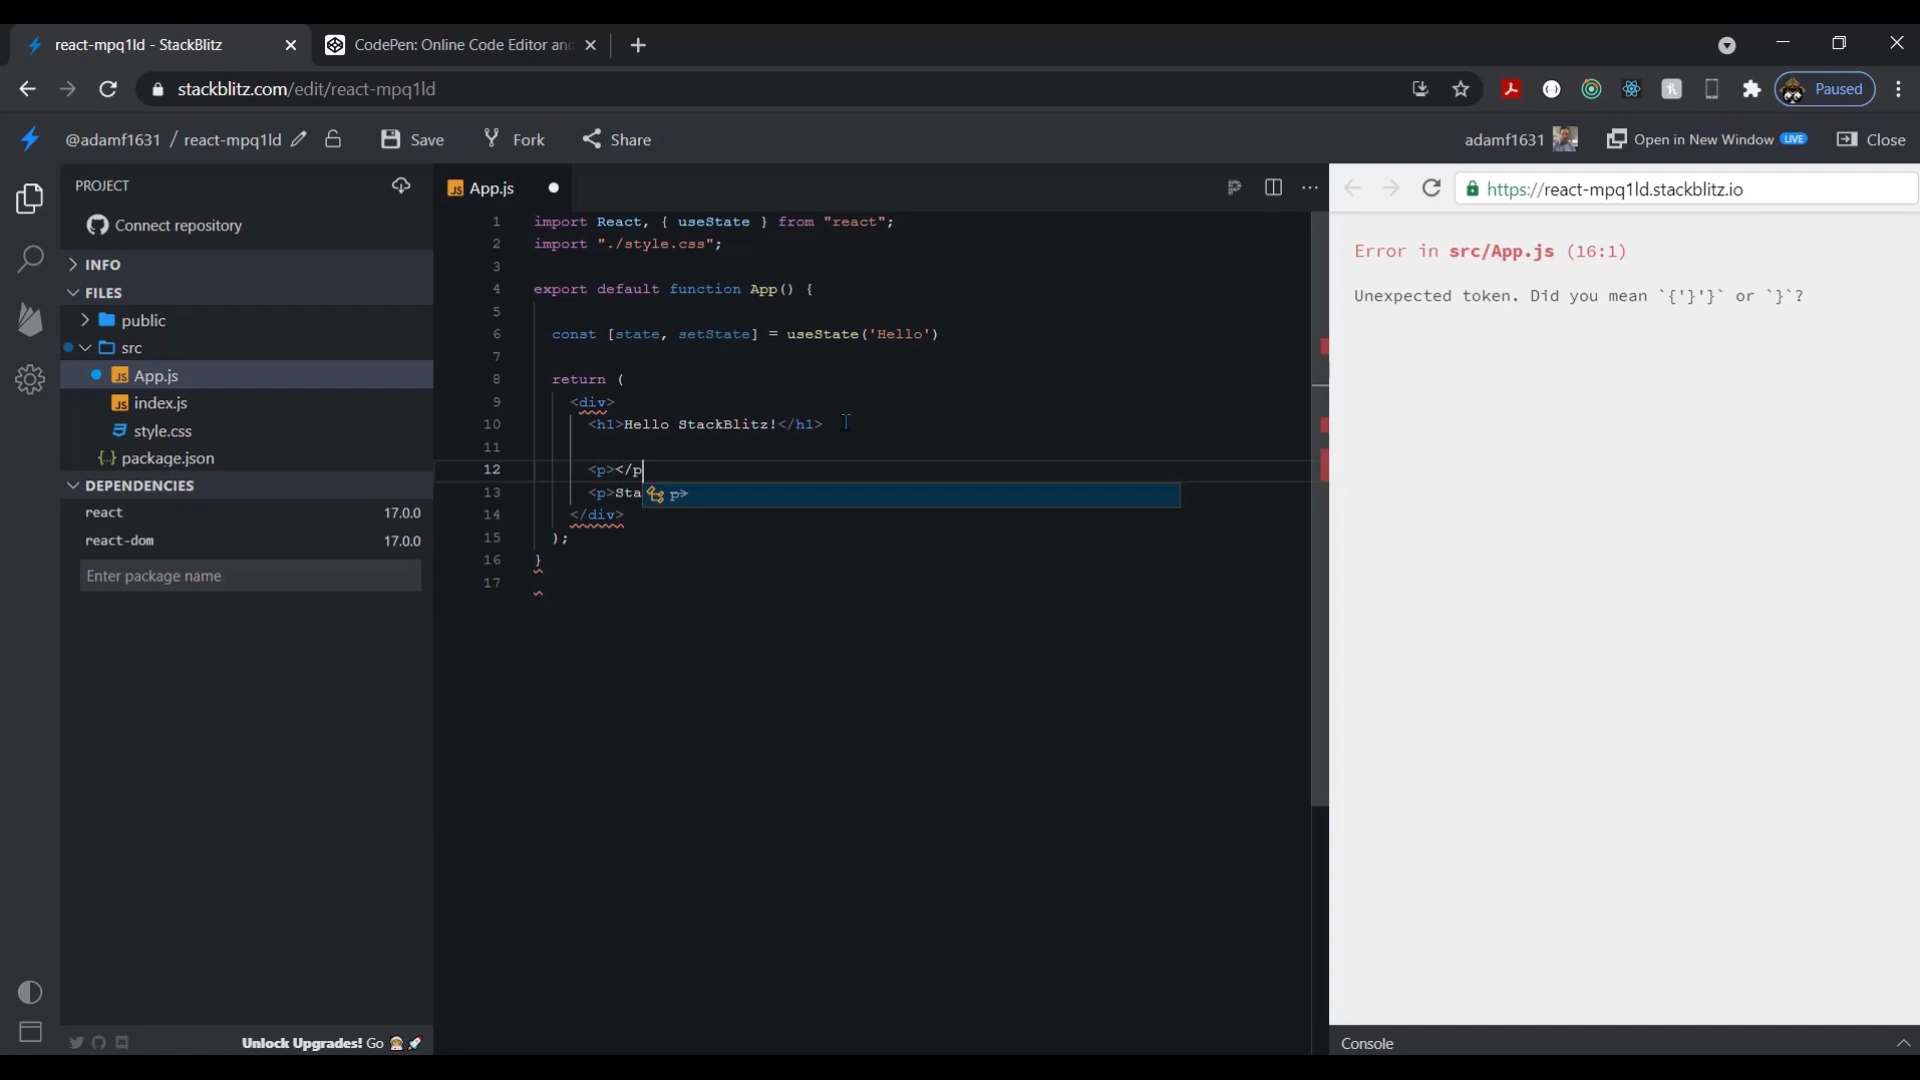 react-mpq1ld - StackBlitz
CodePen: Online Code Editor an
stackblitz.com/edit/react-mpq1ld
Paused
@adamf1631 / react-mpq1ld
Save
Fork
Share
adamf1631
Open in New Window LIVE
Close
PROJECT
Connect repository
INFO
FILES
public
src
JS App.js
JS index.js
style.css
{..} package.json
DEPENDENCIES
react 17.0.0
react-dom 17.0.0
Enter package name
Unlock Upgrades! Go
JS App.js
1 import React, { useState } from "react";
2 import "./style.css";
3
4 export default function App() {
5
6 const [state, setState] = useState('Hello')
7
8 return (
9 <div>
10 <h1>Hello StackBlitz!</h1>
11
12 <p></p
13 <p>Sta
p>
14 </div>
15 );
16 }
17
https://react-mpq1ld.stackblitz.io
Error in src/App.js (16:1)
Unexpected token. Did you mean `{'}'}` or `&rbrace;`?
Console